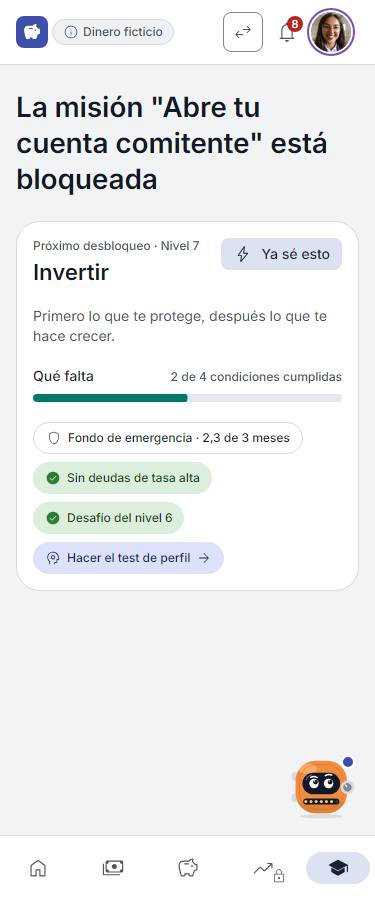 Dinero ficticio
8
La misión "Abre tu
cuenta comitente" está
bloqueada
Próximo desbloqueo · Nivel 7
Ya sé esto
Invertir
Primero lo que te protege, después lo que te
hace crecer.
Qué falta
2 de 4 condiciones cumplidas
Fondo de emergencia · 2,3 de 3 meses
Sin deudas de tasa alta
Desafío del nivel 6
Hacer el test de perfil